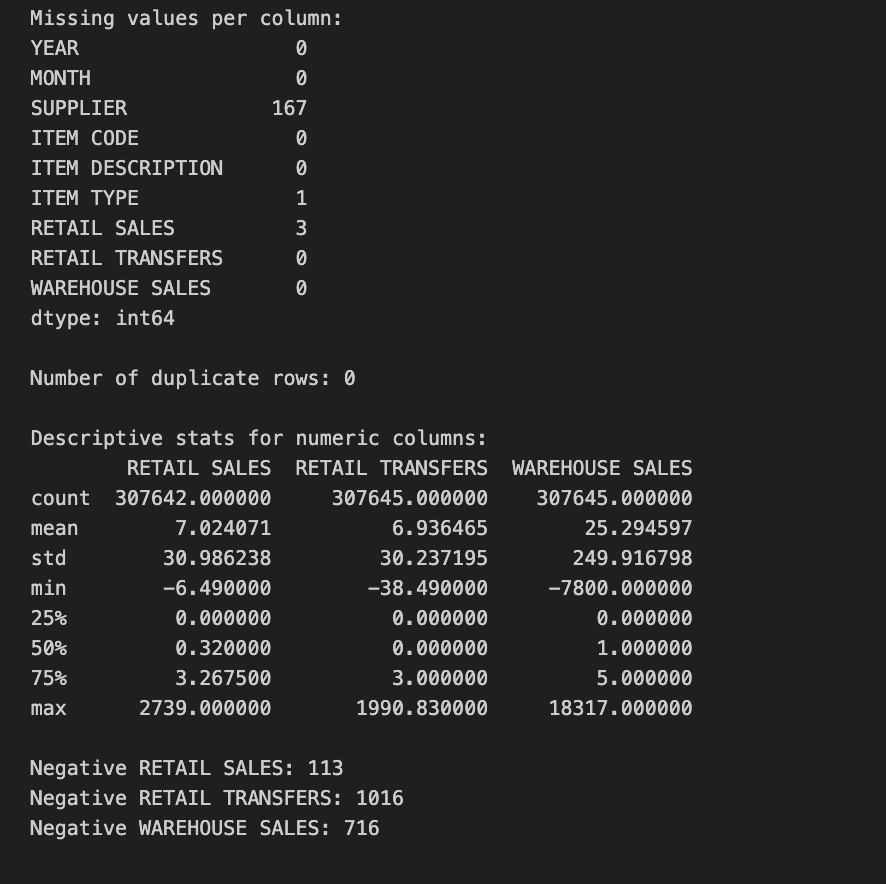 Missing values per column:
YEAR                  0
MONTH                 0
SUPPLIER            167
ITEM CODE             0
ITEM DESCRIPTION      0
ITEM TYPE             1
RETAIL SALES          3
RETAIL TRANSFERS      0
WAREHOUSE SALES       0
dtype: int64

Number of duplicate rows: 0

Descriptive stats for numeric columns:
        RETAIL SALES  RETAIL TRANSFERS  WAREHOUSE SALES
count  307642.000000     307645.000000    307645.000000
mean        7.024071          6.936465        25.294597
std        30.986238         30.237195       249.916798
min        -6.490000        -38.490000     -7800.000000
25%         0.000000          0.000000         0.000000
50%         0.320000          0.000000         1.000000
75%         3.267500          3.000000         5.000000
max      2739.000000       1990.830000     18317.000000

Negative RETAIL SALES: 113
Negative RETAIL TRANSFERS: 1016
Negative WAREHOUSE SALES: 716